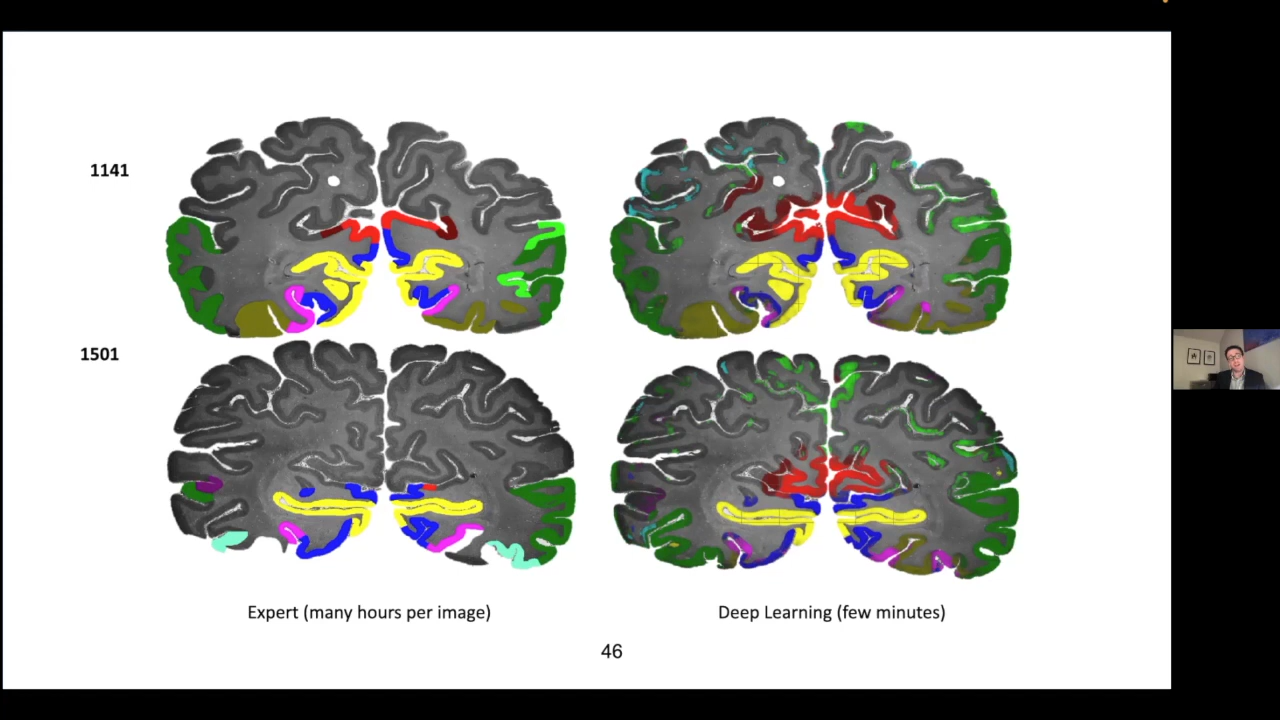 1141
1501
Expert (many hours per image)
Deep Learning (few minutes)
46